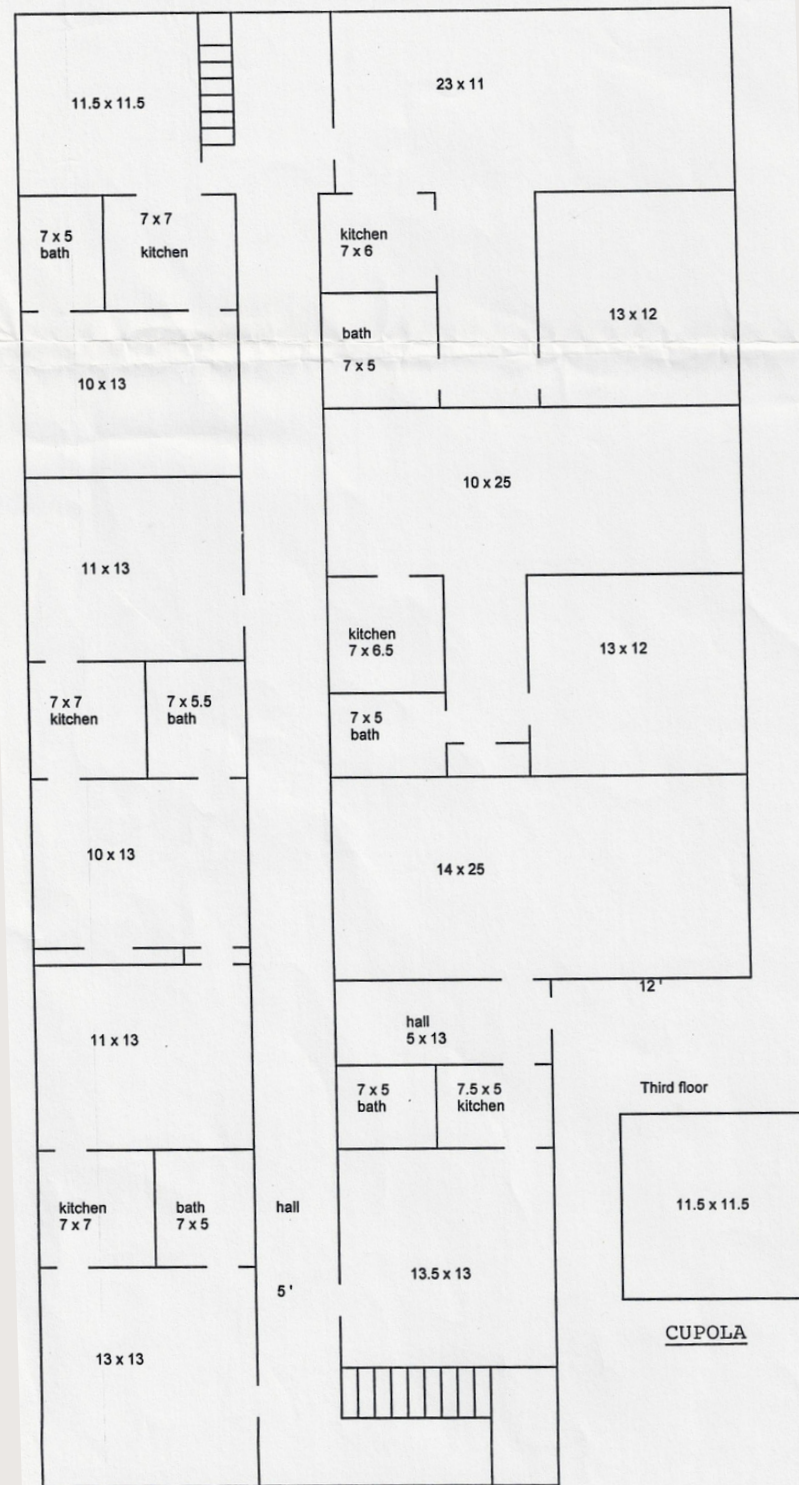 11.5 x 11.5
23 x 11
7 x 5
bath
7 x 7
kitchen
kitchen
7 x 6
13 x 12
bath
7 x 5
10 x 13
10 x 25
11 x 13
kitchen
7 x 6.5
13 x 12
7 x 7
kitchen
7 x 5.5
bath
7 x 5
bath
10 x 13
14 x 25
12 '
hall
5 x 13
11 x 13
7 x 5
bath
7.5 x 5
kitchen
Third floor
kitchen
7 x 7
bath
7 x 5
hall
5 '
11.5 x 11.5
13.5 x 13
CUPOLA
13 x 13